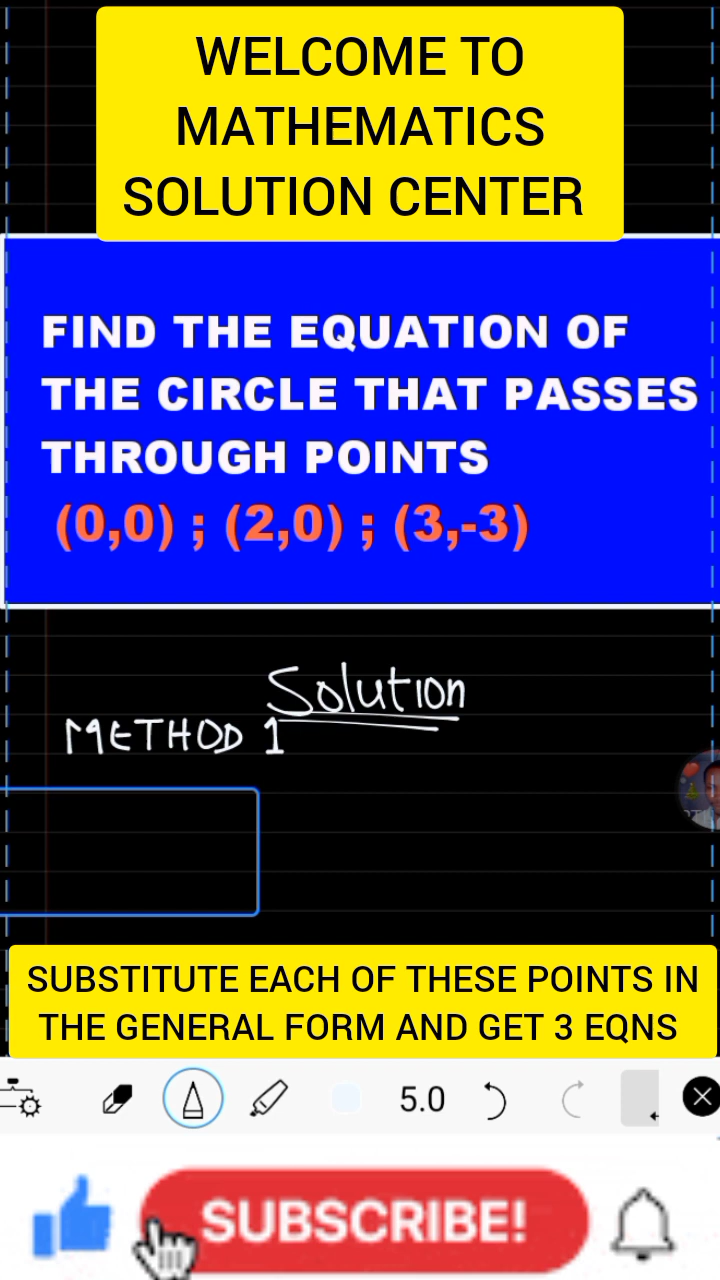 WELCOME TO
MATHEMATICS
SOLUTION CENTER
FIND THE EQUATION OF
THE CIRCLE THAT PASSES
THROUGH POINTS
(0,0) ; (2,0) ; (3,-3)
Solution
METHOD 1
SUBSTITUTE EACH OF THESE POINTS IN
THE GENERAL FORM AND GET 3 EQNS
5.0
SUBSCRIBE!